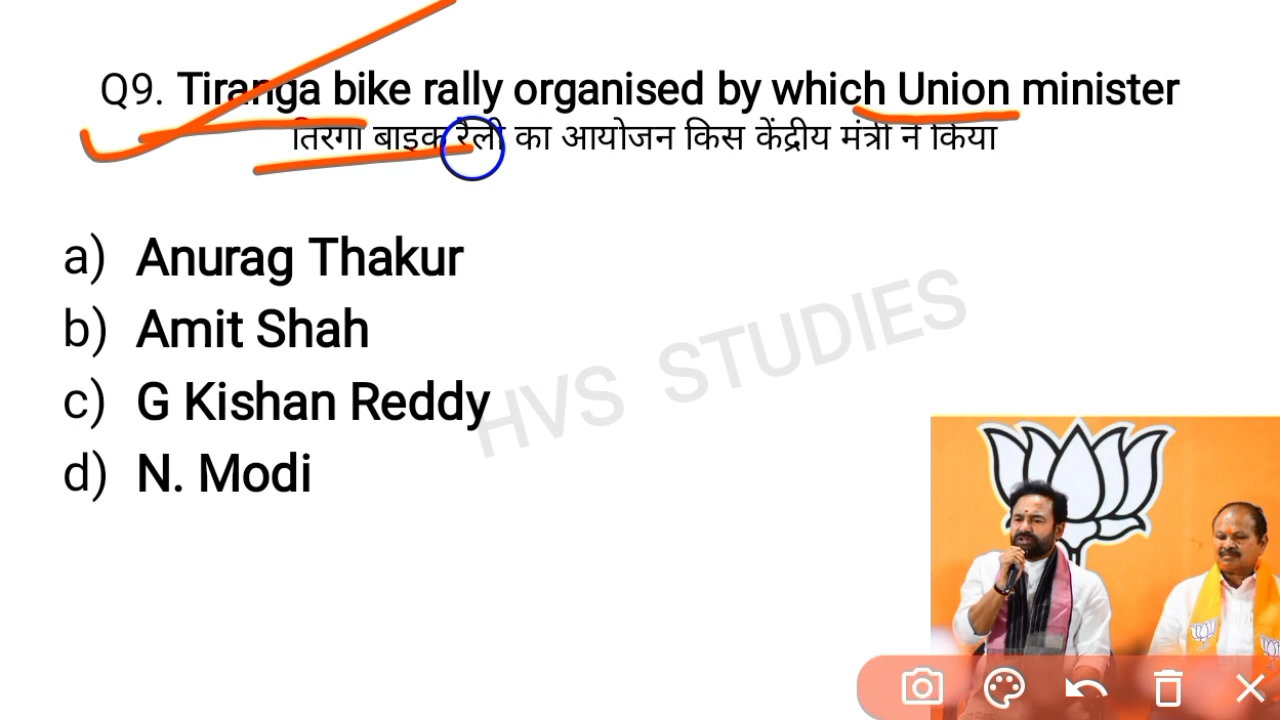 Q9. Tiranga bike rally organised by which Union minister
तिरंगा बाइक रैली का आयोजन किस केंद्रीय मंत्री ने किया
a) Anurag Thakur
b) Amit Shah
c) G Kishan Reddy
d) N. Modi
HVS STUDIES